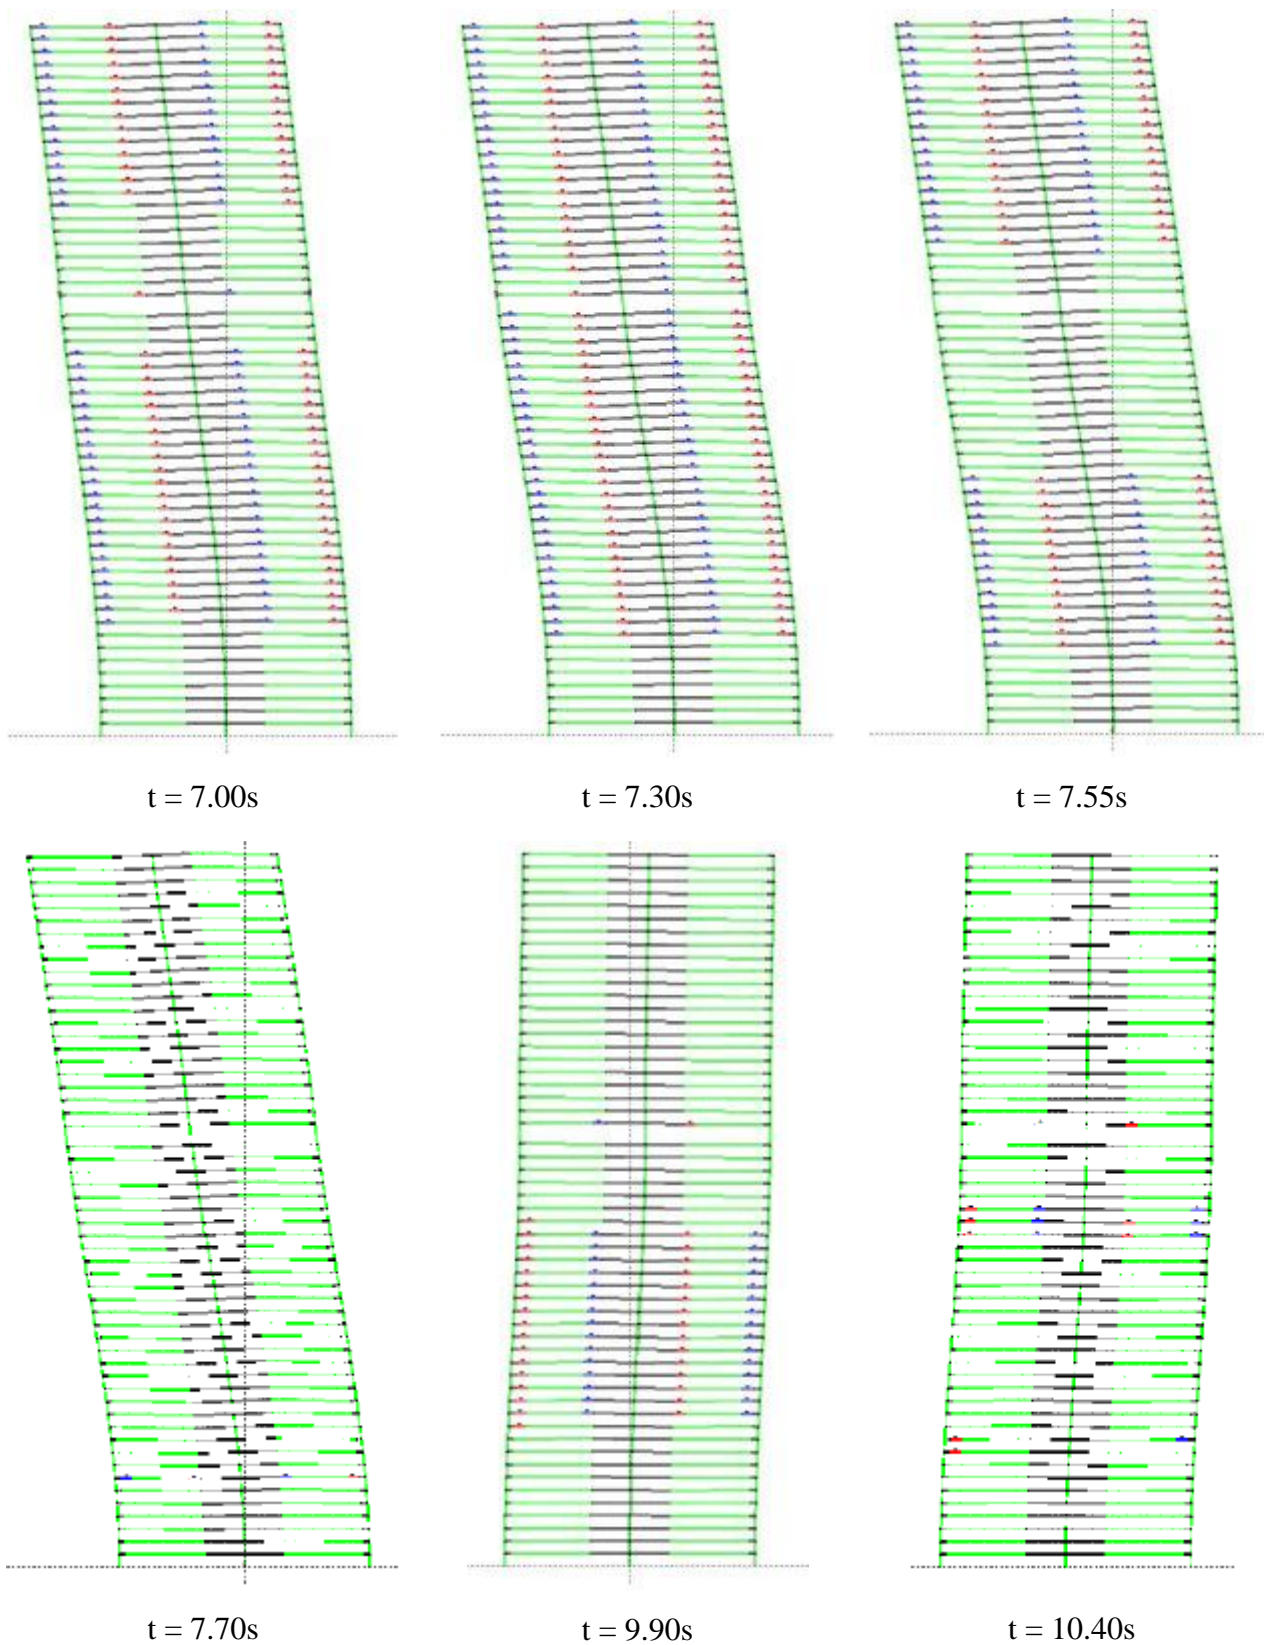 t = 7.00s
t = 7.30s
t = 7.55s
t = 7.70s
t = 9.90s
t = 10.40s